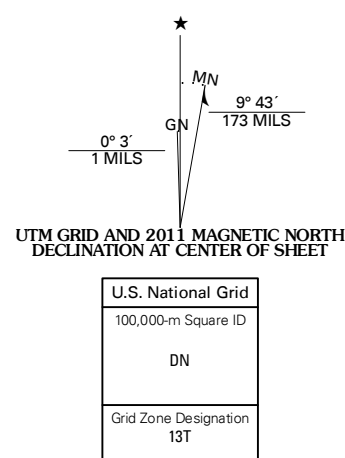 ★
MN
9° 43´
173 MILS
GN
0° 3´
1 MILS
UTM GRID AND 2011 MAGNETIC NORTH
DECLINATION AT CENTER OF SHEET
U.S. National Grid
100,000-m Square ID
DN
Grid Zone Designation
13T